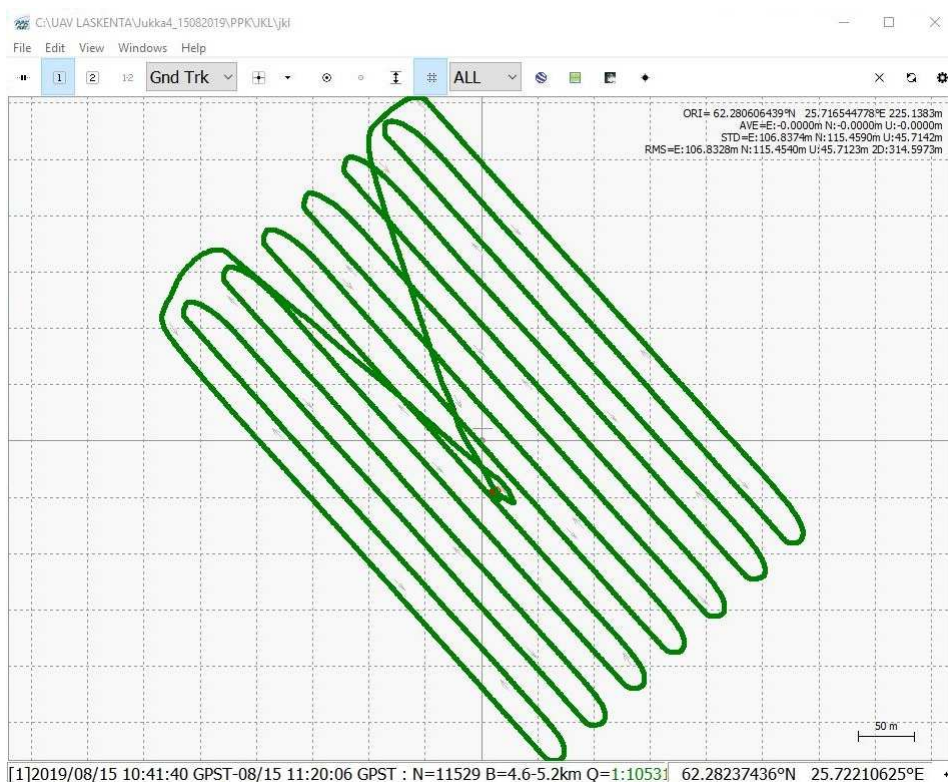 C:\UAV LASKENTA\Jukka4_15082019\PPK\JKL\jkl
File Edit View Windows Help
1 2 1-2 Gnd Trk ALL
ORI= 62.280606439°N 25.716544778°E 225.1383m
AVE=E:-0.0000m N:-0.0000m U:-0.0000m
STD=E:106.8374m N:115.4590m U:45.7142m
RMS=E:106.8328m N:115.4540m U:45.7123m 2D:314.5973m
50 m
[1]2019/08/15 10:41:40 GPST-08/15 11:20:06 GPST : N=11529 B=4.6-5.2km Q=1:10531 62.28237436°N 25.72210625°E